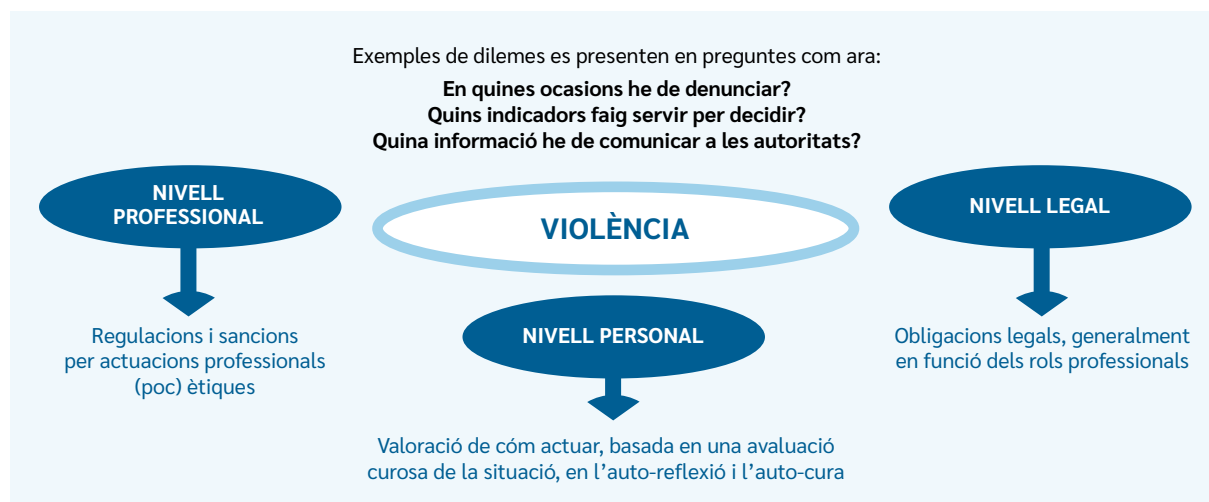 Exemples de dilemes es presenten en preguntes com ara:
En quines ocasions he de denunciar?
Quins indicadors faig servir per decidir?
Quina informació he de comunicar a les autoritats?
NIVELL
PROFESSIONAL
VIOLÈNCIA
NIVELL LEGAL
Regulacions i sancions
per actuacions professionals
(poc) ètiques
NIVELL PERSONAL
Obligacions legals, generalment
en funció dels rols professionals
Valoració de cóm actuar, basada en una avaluació
curosa de la situació, en l’auto-reflexió i l’auto-cura